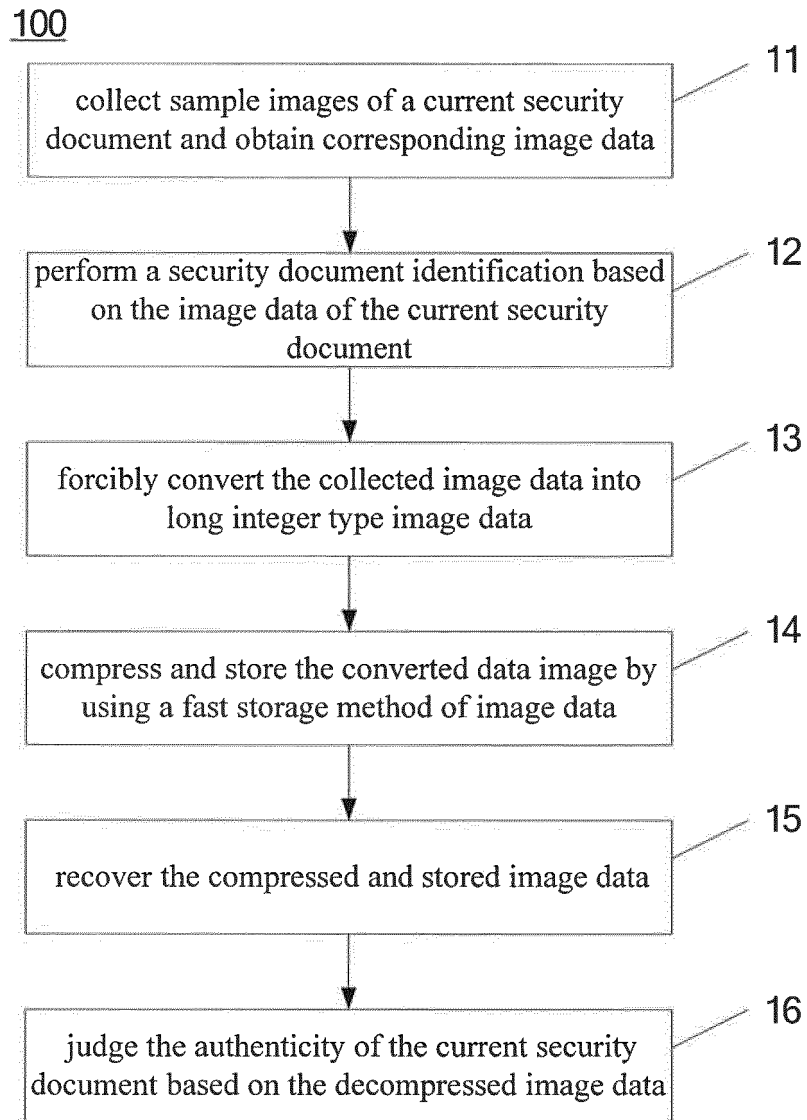 100
11
collect sample images of a current security
document and obtain corresponding image data
12
perform a security document identification based
on the image data of the current security
document
13
forcibly convert the collected image data into
long integer type image data
14
compress and store the converted data image by
using a fast storage method of image data
15
recover the compressed and stored image data
16
judge the authenticity of the current security
document based on the decompressed image data